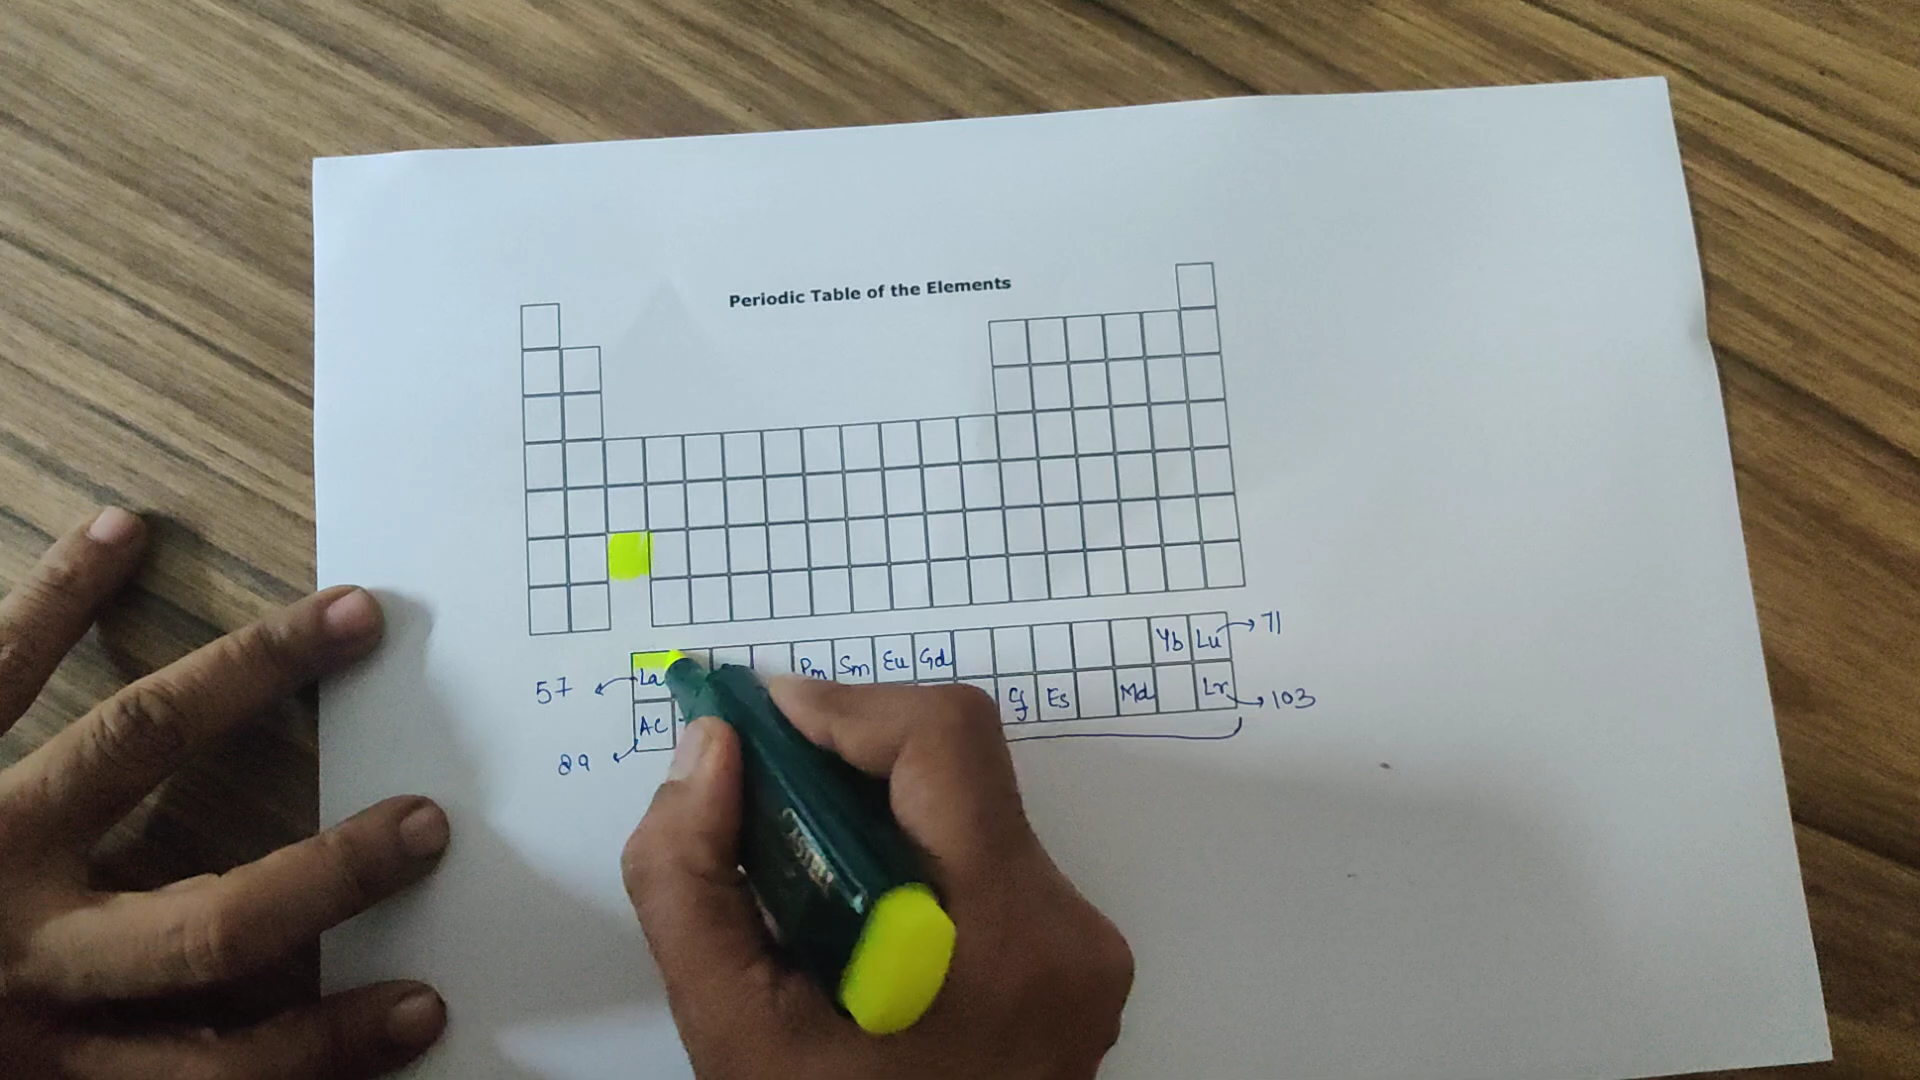 Periodic Table of the Elements
Pm Sm Eu Gd Yb Lu → 71
57 La
AC Cf Es Md Lr → 103
89